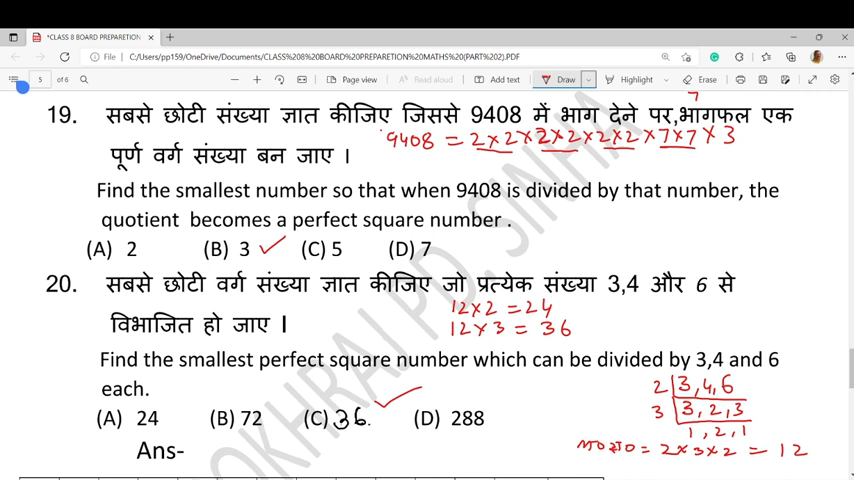 *CLASS 8 BOARD PREPARETION
C:/Users/pp159/OneDrive/Documents/CLASS%208%20BOARD%20PREPARETION%20MATHS(PART%202).PDF
5 of 6 Page view Read aloud Add text Draw Highlight Erase
7
19. सबसे छोटी संख्या ज्ञात कीजिए जिससे 9408 में भाग देने पर,भागफल एक
9408 = 2×2×2×2×2×2×7×7×3
पूर्ण वर्ग संख्या बन जाए ।
Find the smallest number so that when 9408 is divided by that number, the
quotient becomes a perfect square number .
(A) 2 (B) 3 ✓ (C) 5 (D) 7
20. सबसे छोटी वर्ग संख्या ज्ञात कीजिए जो प्रत्येक संख्या 3,4 और 6 से
12×2 = 24
विभाजित हो जाए ।
12×3 = 36
Find the smallest perfect square number which can be divided by 3,4 and 6
each.
2 3,4,6
3 3,2,3
1,2,1
(A) 24 (B) 72 (C) 36. ✓ (D) 288
ल०स० = 2×3×2 = 12
Ans-
POKHRAI PD. SINHA